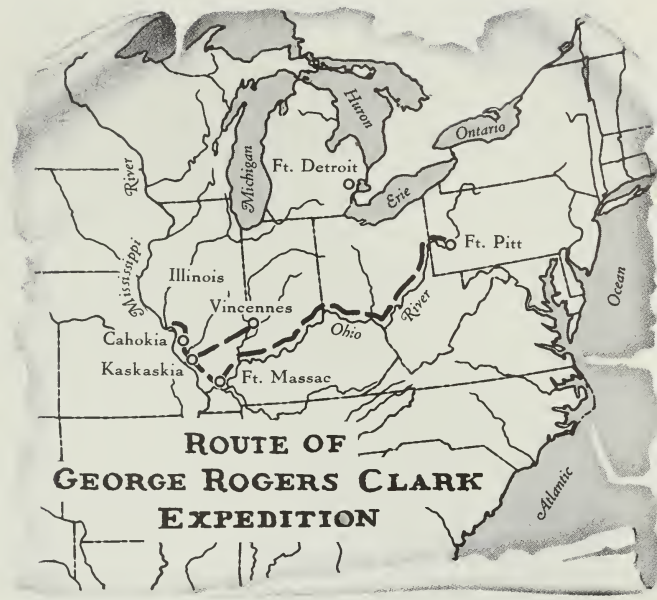 Huron
Ontario
Michigan
Ft. Detroit
Erie
River
Mississippi
Ft. Pitt
Illinois
Ocean
Vincennes
River
Ohio
Cahokia
Kaskaskia
Ft. Massac
Atlantic
ROUTE OF
GEORGE ROGERS CLARK
EXPEDITION